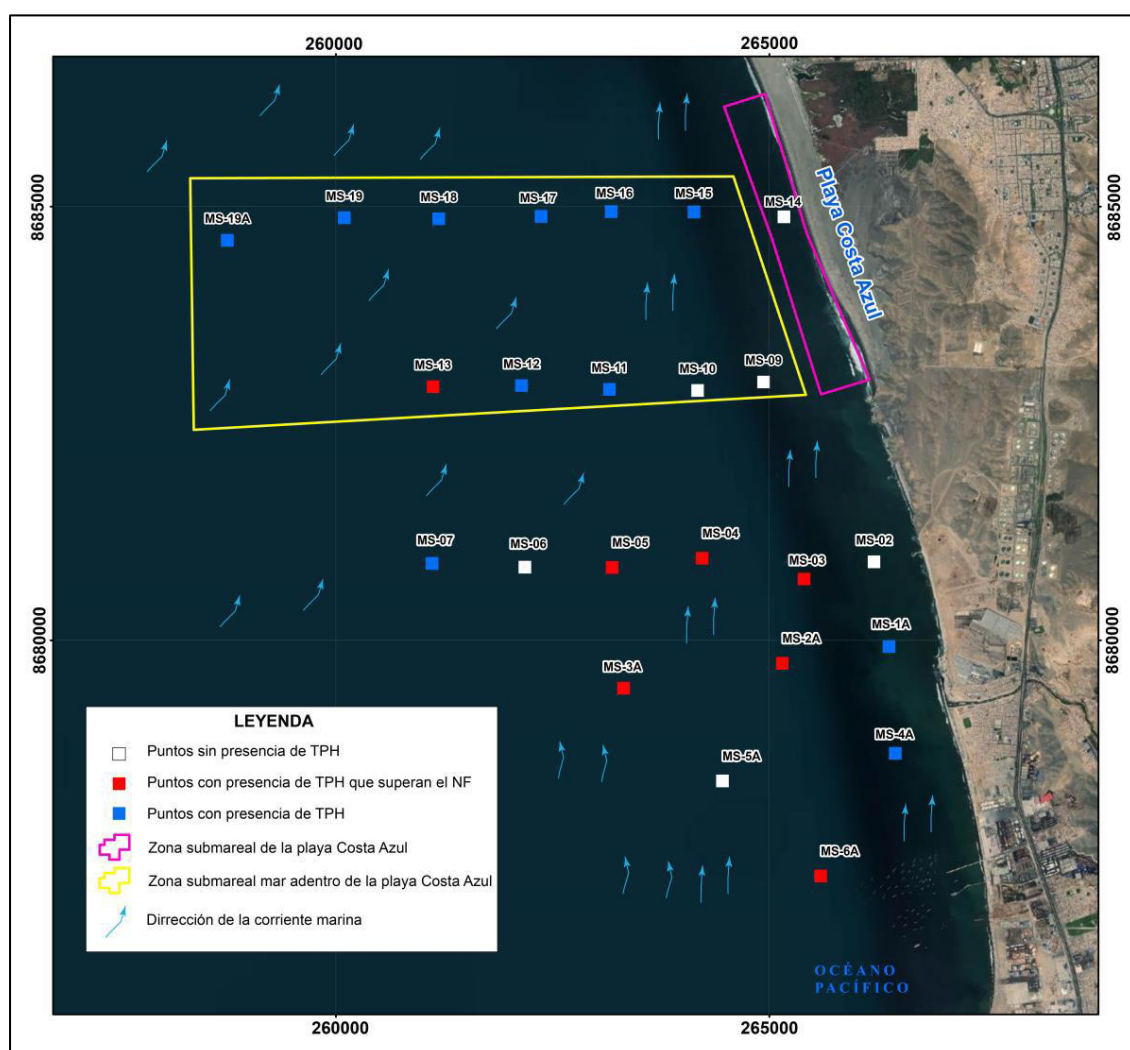 260000
265000
8685000
8685000
MS-19A
MS-19
MS-18
MS-17
MS-16
MS-15
MS-14
Playa Costa Azul
MS-13
MS-12
MS-11
MS-10
MS-09
MS-07
MS-06
MS-05
MS-04
MS-03
MS-02
8680000
8680000
MS-1A
MS-2A
MS-3A
MS-4A
MS-5A
MS-6A
LEYENDA
Puntos sin presencia de TPH
Puntos con presencia de TPH que superan el NF
Puntos con presencia de TPH
Zona submareal de la playa Costa Azul
Zona submareal mar adentro de la playa Costa Azul
Dirrección de la corriente marina
OCÉANO
PACÍFICO
260000
265000